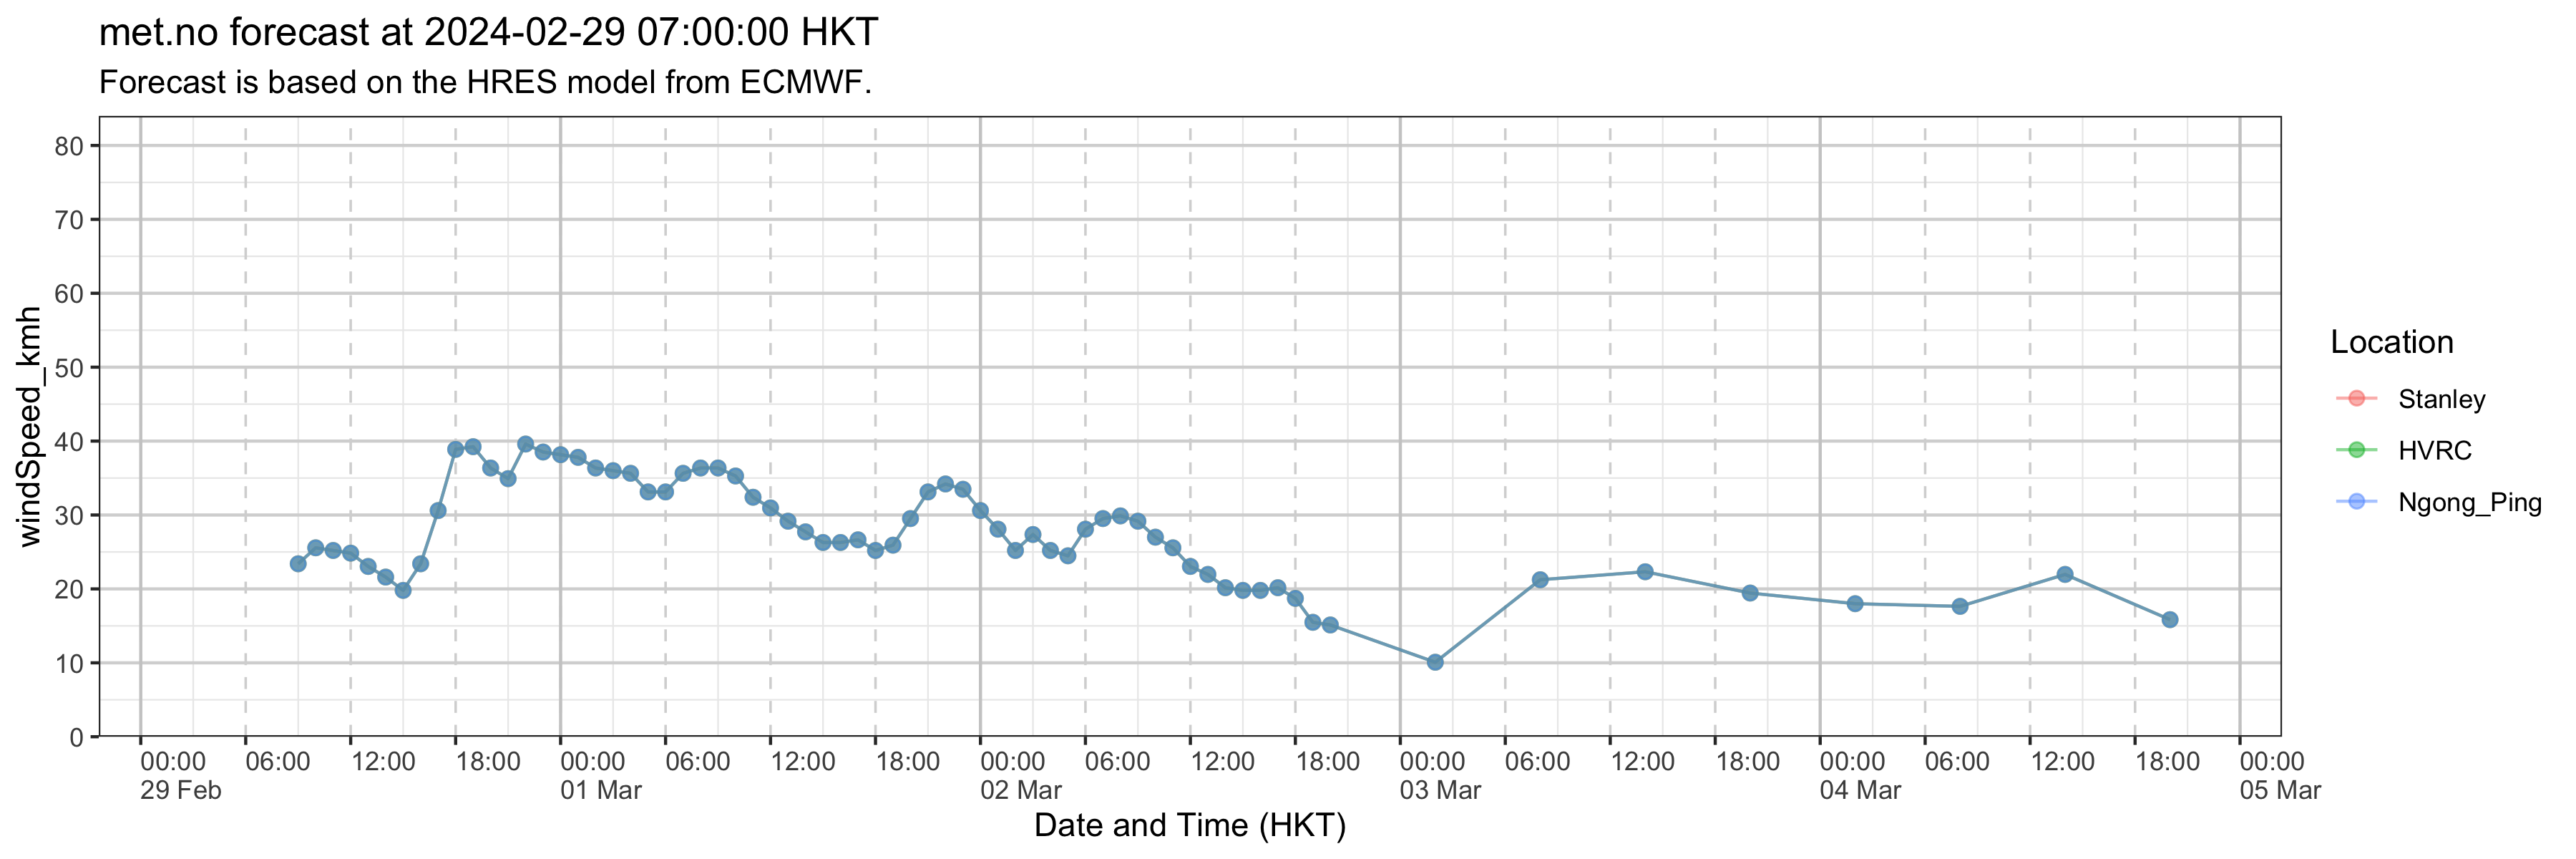 met.no forecast at 2024-02-29 07:00:00 HKT
Forecast is based on the HRES model from ECMWF.
windSpeed_kmh
80
70
60
50
40
30
20
10
0
00:00 06:00 12:00 18:00 00:00 06:00 12:00 18:00 00:00 06:00 12:00 18:00 00:00 06:00 12:00 18:00 00:00 06:00 12:00 18:00 00:00
29 Feb 01 Mar 02 Mar 03 Mar 04 Mar 05 Mar
Date and Time (HKT)
Location
Stanley
HVRC
Ngong_Ping